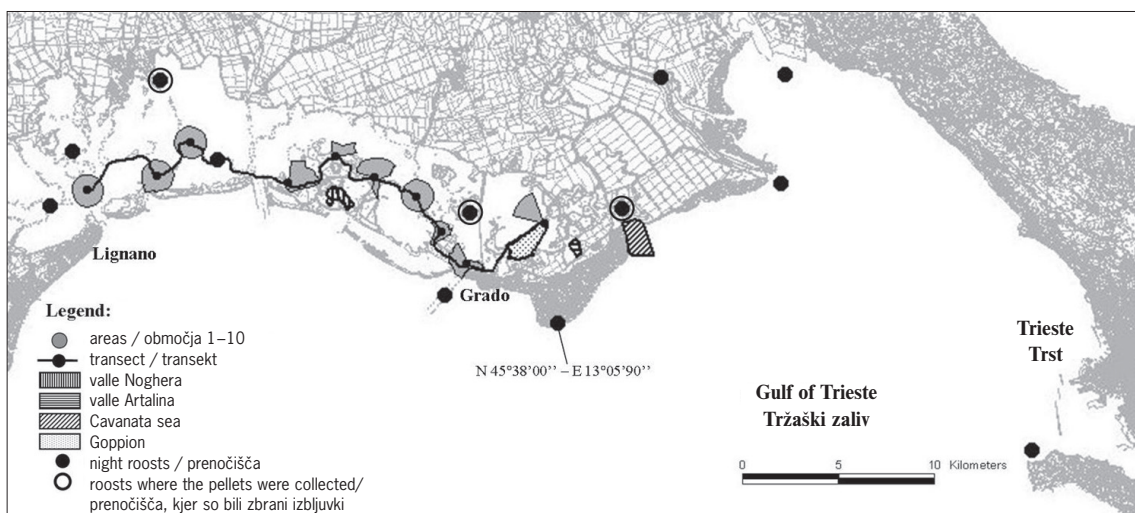 Lignano
Grado
N 45°38'00'' – E 13°05'90''
Trieste
Trst
Gulf of Trieste
Tržaški zaliv
Legend:
areas / območja 1–10
transect / transekt
valle Noghera
valle Artalina
Cavanata sea
Goppion
night roosts / prenočišča
roosts where the pellets were collected/
prenočišča, kjer so bili zbrani izbljuvki
0 5 10 Kilometers